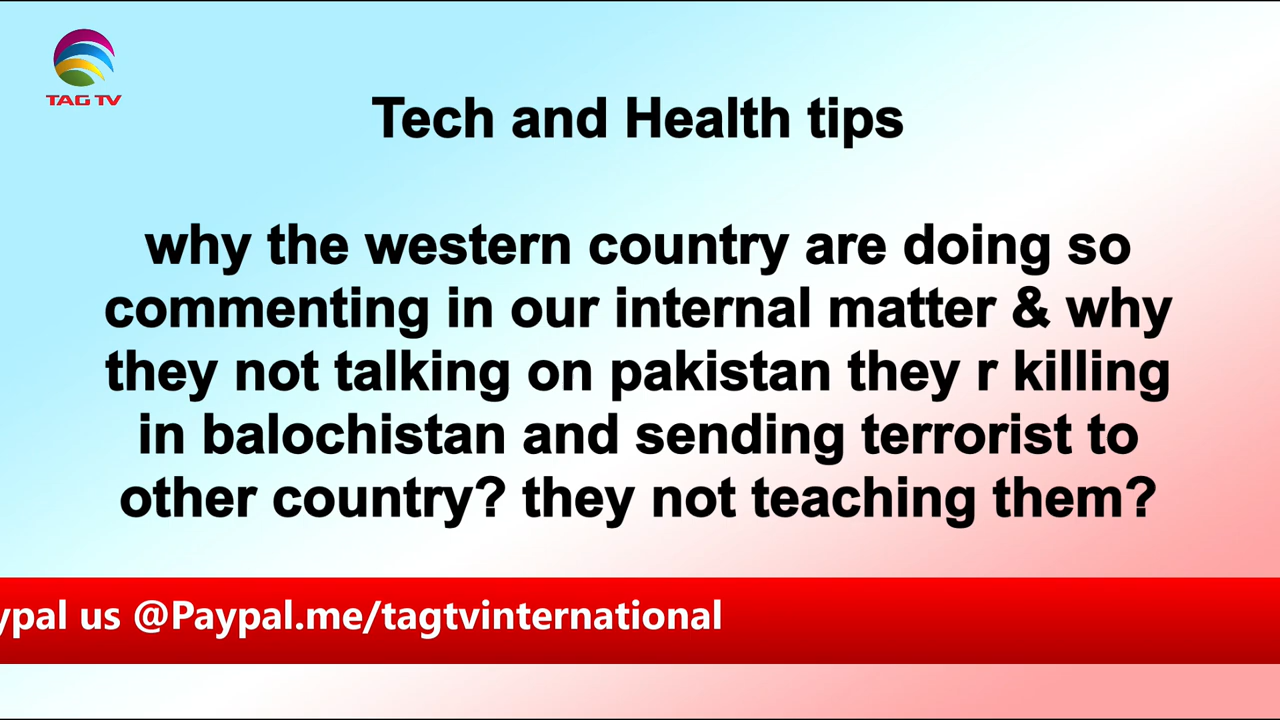 TAG TV
Tech and Health tips
why the western country are doing so
commenting in our internal matter & why
they not talking on pakistan they r killing
in balochistan and sending terrorist to
other country? they not teaching them?
ypal us @Paypal.me/tagtvinternational